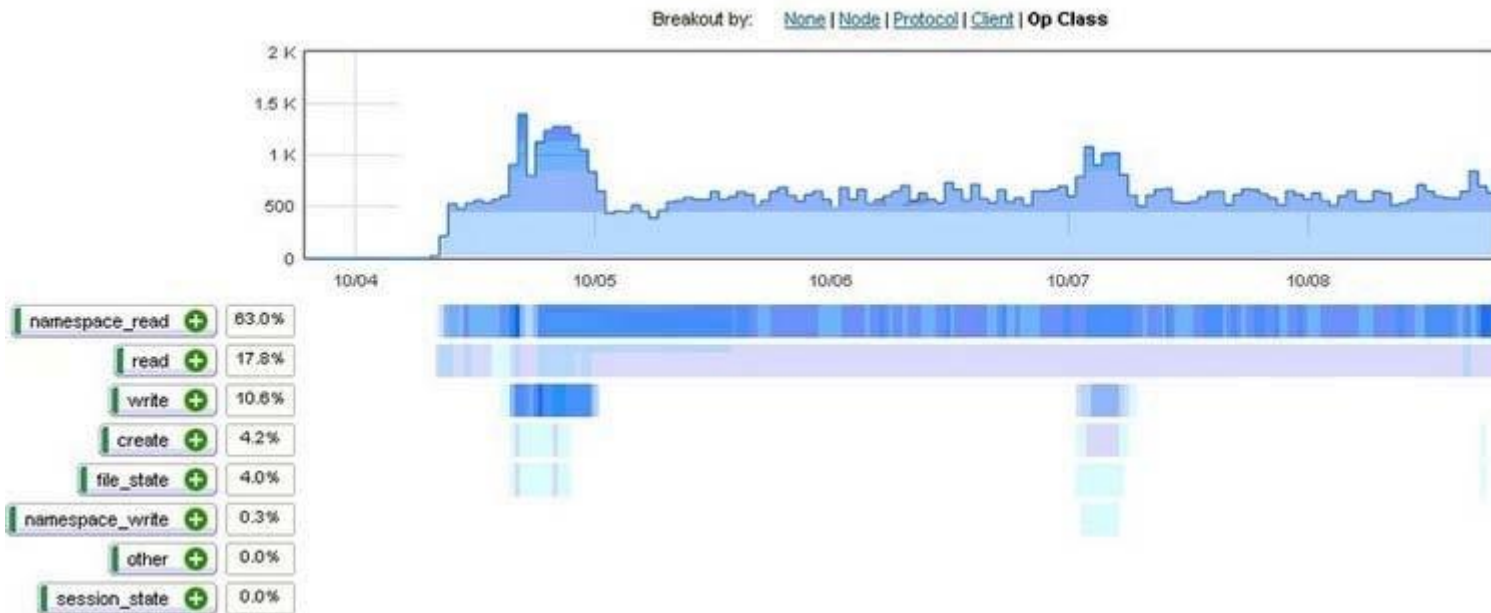 Breakout by: None | Node | Protocol | Client | Op Class
2 K
1.5 K
1 K
500
0
10/04 10/05 10/06 10/07 10/08
namespace_read 63.0%
read 17.8%
write 10.6%
create 4.2%
file_state 4.0%
namespace_write 0.3%
other 0.0%
session_state 0.0%